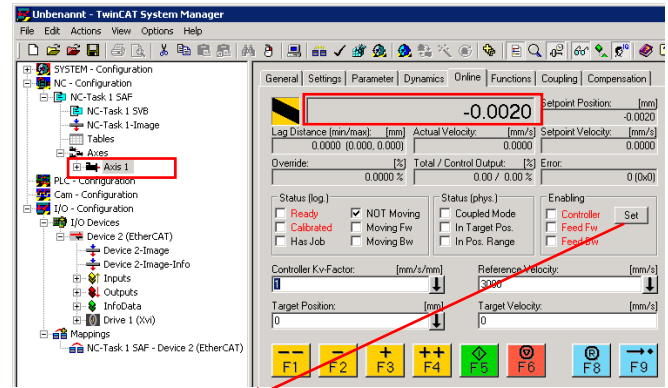 Unbenannt - TwinCAT System Manager
File Edit Actions View Options Help
SYSTEM - Configuration
NC - Configuration
NC-Task 1 SAF
NC-Task 1 SVB
NC-Task 1-Image
Tables
Axes
Axis 1
PLC - Configuration
Cam - Configuration
I/O - Configuration
I/O Devices
Device 2 (EtherCAT)
Device 2-Image
Device 2-Image-Info
Inputs
Outputs
InfoData
Drive 1 (Xvi)
Mappings
NC-Task 1 SAF - Device 2 (EtherCAT)
General Settings Parameter Dynamics Online Functions Coupling Compensation
-0.0020
Setpoint Position: [mm]
-0.0020
Lag Distance (min/max): [mm] Actual Velocity: [mm/s] Setpoint Velocity: [mm/s]
0.0000 (0.000, 0.000) 0.0000 0.0000
Override: [%] Total / Control Output: [%] Error:
0.0000 % 0.00 / 0.00 % 0 (0x0)
Status (log.) Status (phys.) Enabling
Ready NOT Moving Coupled Mode Controller Set
Calibrated Moving Fw In Target Pos. Feed Fw
Has Job Moving Bw In Pos. Range Feed Bw
Controller Kv-Factor: [mm/s/mm] Reference Velocity: [mm/s]
1 3000
Target Position: [mm] Target Velocity: [mm/s]
0 0
F1 F2 F3 F4 F5 F6 F8 F9